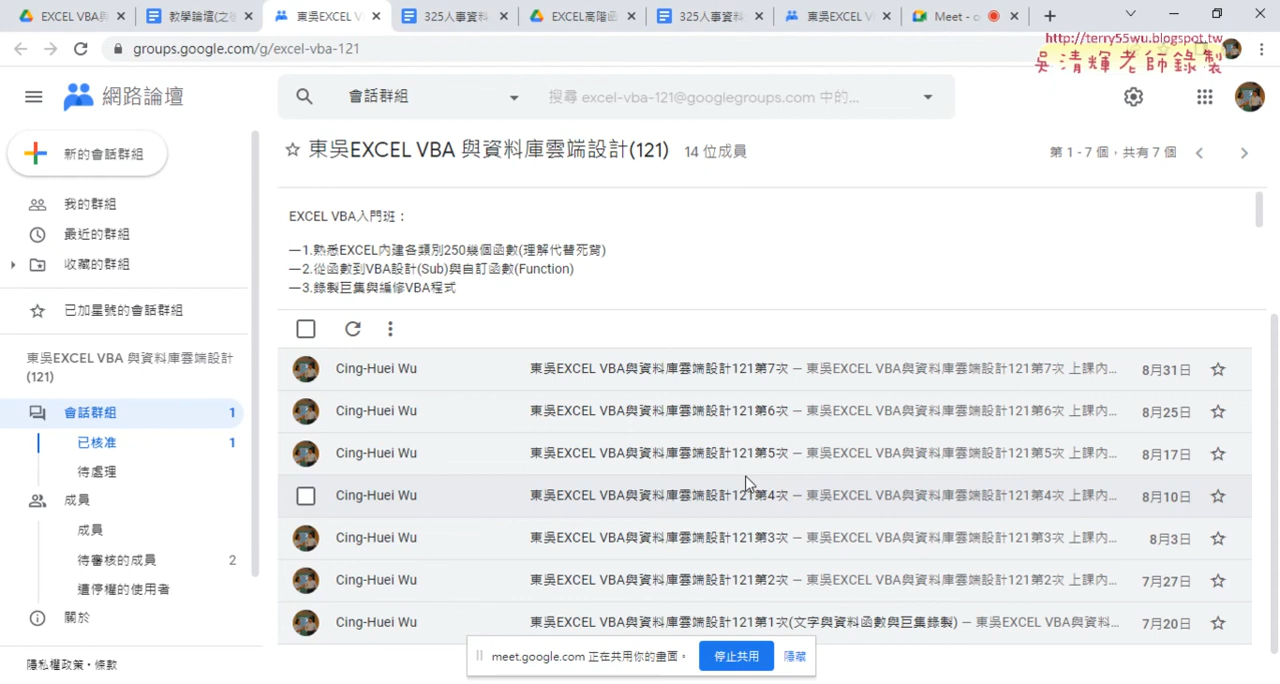 EXCEL VBA
教學論壇(之
東吳EXCEL V
325人事資料
EXCEL高階函
325人事資料
東吳EXCEL V
Meet -
groups.google.com/g/excel-vba-121
http://terry55wu.blogspot.tw
吳清輝老師錄製
網路論壇
會話群組
搜尋 excel-vba-121@googlegroups.com 中的...
新的會話群組
東吳EXCEL VBA 與資料庫雲端設計(121)
14 位成員
第 1 - 7 個，共有 7 個
我的群組
最近的群組
收藏的群組
已加星號的會話群組
EXCEL VBA入門班：
一1.熟悉EXCEL內建各類別250幾個函數(理解代替死背)
一2.從函數到VBA設計(Sub)與自訂函數(Function)
一3.錄製巨集與編修VBA程式
東吳EXCEL VBA 與資料庫雲端設計
(121)
會話群組 1
已核准 1
待處理
成員
成員
待審核的成員 2
遭停權的使用者
關於
隱私權政策 • 條款
Cing-Huei Wu 東吳EXCEL VBA與資料庫雲端設計121第7次 – 東吳EXCEL VBA與資料庫雲端設計121第7次 上課內... 8月31日
Cing-Huei Wu 東吳EXCEL VBA與資料庫雲端設計121第6次 – 東吳EXCEL VBA與資料庫雲端設計121第6次 上課內... 8月25日
Cing-Huei Wu 東吳EXCEL VBA與資料庫雲端設計121第5次 – 東吳EXCEL VBA與資料庫雲端設計121第5次 上課內... 8月17日
Cing-Huei Wu 東吳EXCEL VBA與資料庫雲端設計121第4次 – 東吳EXCEL VBA與資料庫雲端設計121第4次 上課內... 8月10日
Cing-Huei Wu 東吳EXCEL VBA與資料庫雲端設計121第3次 – 東吳EXCEL VBA與資料庫雲端設計121第3次 上課內... 8月3日
Cing-Huei Wu 東吳EXCEL VBA與資料庫雲端設計121第2次 – 東吳EXCEL VBA與資料庫雲端設計121第2次 上課內... 7月27日
Cing-Huei Wu 東吳EXCEL VBA與資料庫雲端設計121第1次(文字與資料函數與巨集錄製) – 東吳EXCEL VBA與資料... 7月20日
meet.google.com 正在共用你的畫面。 停止共用 隱藏